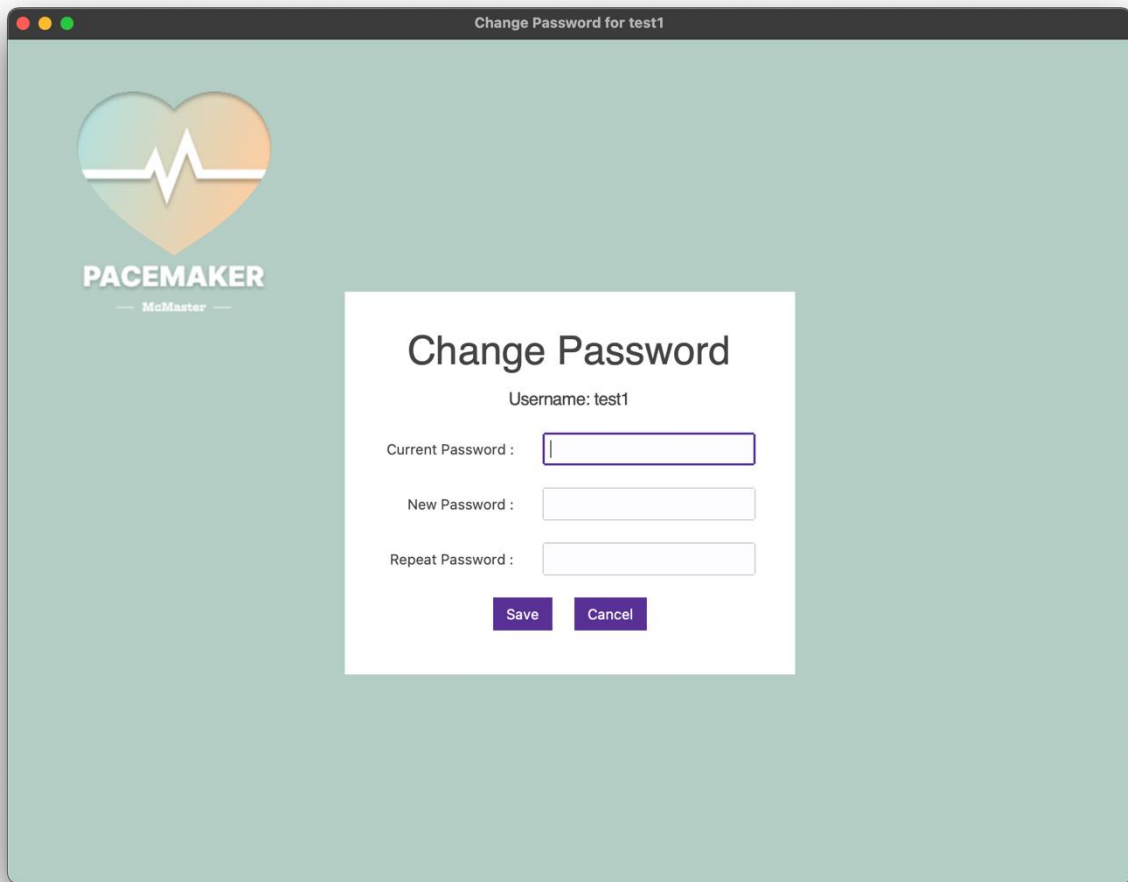 Change Password for test1
PACEMAKER
McMaster
Change Password
Username: test1
Current Password :
New Password :
Repeat Password :
Save Cancel